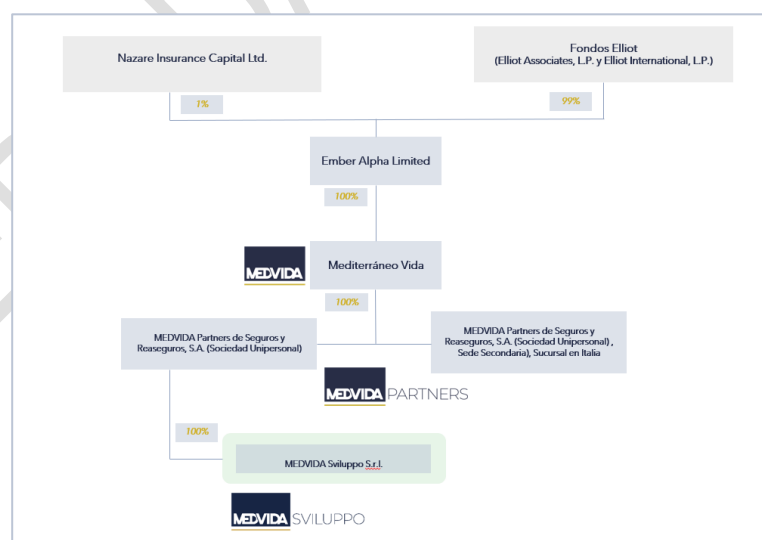 Nazare Insurance Capital Ltd.
Fondos Elliot
(Elliot Associates, L.P. y Elliot International, L.P.)
1%
99%
Ember Alpha Limited
100%
MEDVIDA
Mediterráneo Vida
100%
MEDVIDA Partners de Seguros y
Reaseguros, S.A. (Sociedad Unipersonal)
MEDVIDA Partners de Seguros y
Reaseguros, S.A. (Sociedad Unipersonal) ,
Sede Secondaria), Sucursal en Italia
MEDVIDA PARTNERS
100%
MEDVIDA Sviluppo S.r.l.
MEDVIDA SVILUPPO